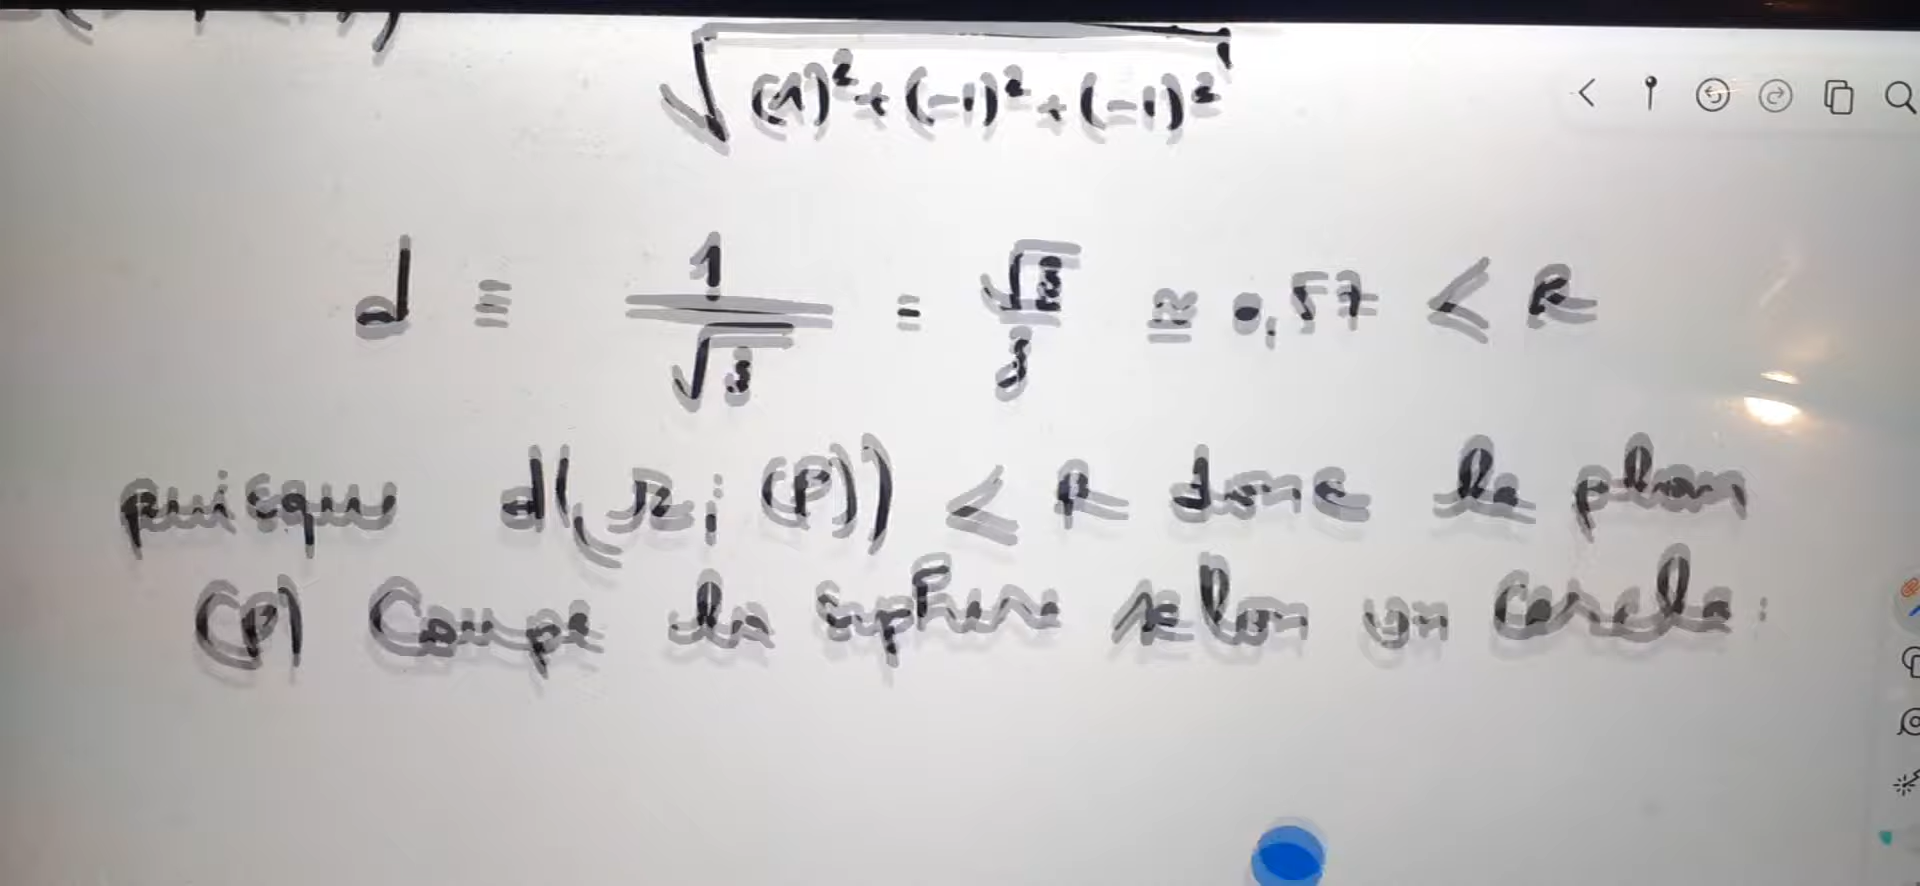 √((1)² + (-1)² + (-1)²)
d = 1/√3 = √3/3 ≃ 0,57 < R
puisque d(Ω; (P)) < R donc le plan
(P) Coupe la sphere selon un Cercle.